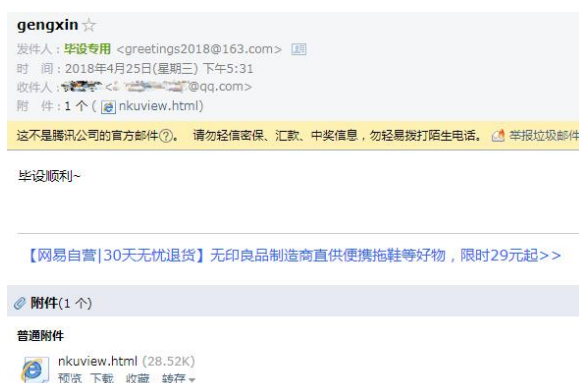 gengxin☆
发件人：毕设专用 <greetings2018@163.com>
时 间：2018年4月25日(星期三) 下午5:31
收件人： @qq.com>
附 件：1 个 ( nkuview.html)
这不是腾讯公司的官方邮件?。 请勿轻信密保、汇款、中奖信息，勿轻易拨打陌生电话。 举报垃圾邮件
毕设顺利~
【网易自营|30天无忧退货】无印良品制造商直供便携拖鞋等好物，限时29元起>>
附件(1 个)
普通附件
nkuview.html (28.52K)
预览 下载 收藏 转存